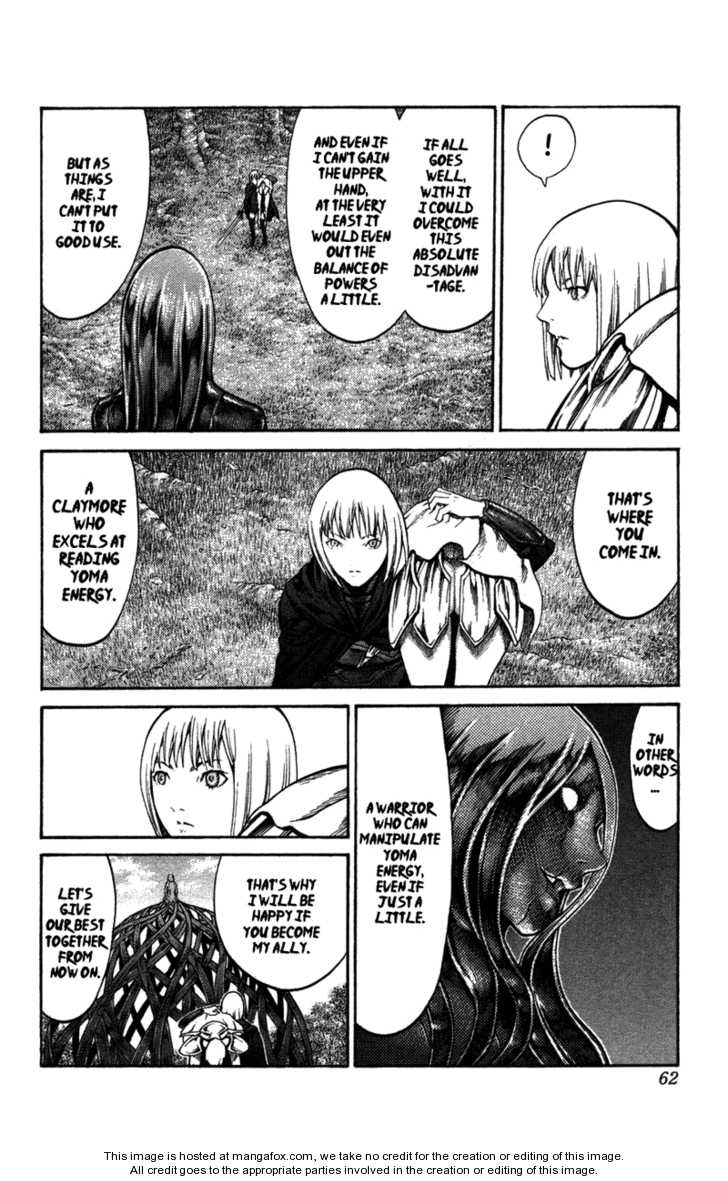 !
IF ALL
GOES
WELL,
WITH IT
I COULD
OVERCOME
THIS
ABSOLUTE
DISADVAN
-TAGE.
AND EVEN IF
I CAN'T GAIN
THE UPPER
HAND,
AT THE VERY
LEAST IT
WOULD EVEN
OUT THE
BALANCE OF
POWERS
A LITTLE.
BUT AS
THINGS
ARE, I
CAN'T PUT
IT TO
GOOD USE.
THAT'S
WHERE
YOU
COME IN.
A
CLAYMORE
WHO
EXCELS AT
READING
YOMA
ENERGY.
IN
OTHER
WORDS
...
A WARRIOR
WHO CAN
MANIPULATE
YOMA
ENERGY,
EVEN IF
JUST A
LITTLE.
THAT'S WHY
I WILL BE
HAPPY IF
YOU BECOME
MY ALLY.
LET'S
GIVE
OUR BEST
TOGETHER
FROM
NOW ON.
62
This image is hosted at mangafox.com, we take no credit for the creation or editing of this image.
All credit goes to the appropriate parties involved in the creation or editing of this image.